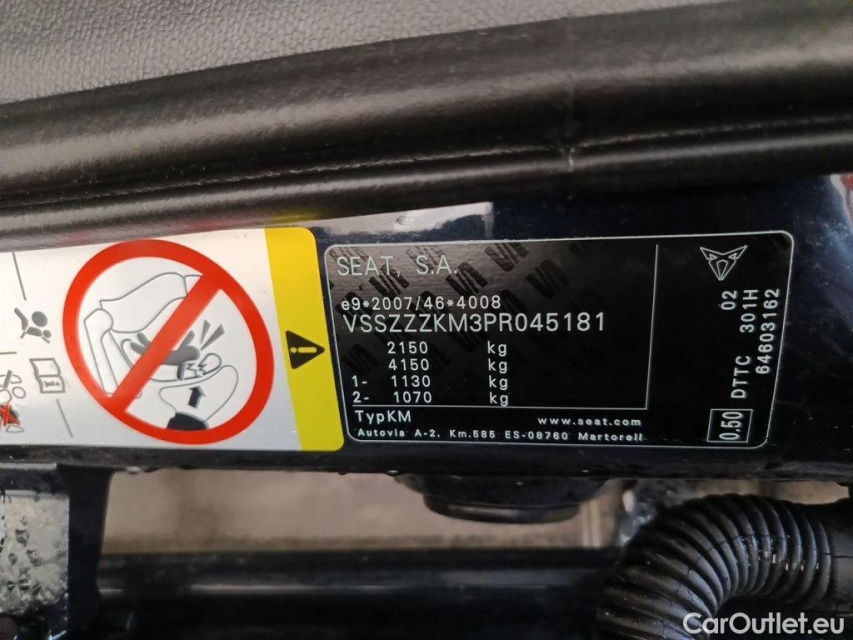 SEAT, S.A.
e9*2007/46*4008
VSSZZZKM3PR045181
2150 kg
4150 kg
1- 1130 kg
2- 1070 kg
TypKM
www.seat.com
Autovia A-2, Km.585 ES-08760 Martorell
02
DTTC 301H
64603162
0.50
CarOutlet.eu